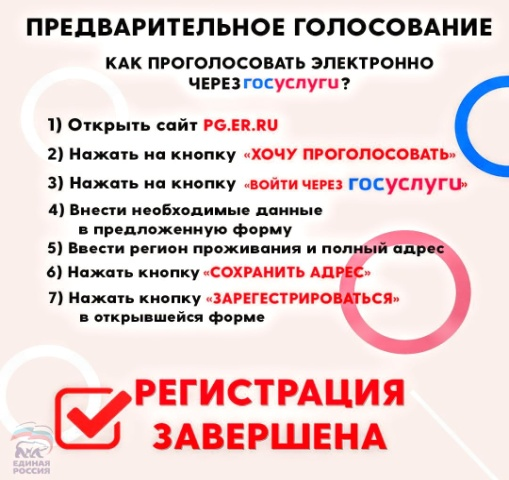 ПРЕДВАРИТЕЛЬНОЕ ГОЛОСОВАНИЕ
КАК ПРОГОЛОСОВАТЬ ЭЛЕКТРОННО
ЧЕРЕЗ госуслуги ?
1) Открыть сайт PG.ER.RU
2) Нажать на кнопку «ХОЧУ ПРОГОЛОСОВАТЬ»
3) Нажать на кнопку «ВОЙТИ ЧЕРЕЗ госуслуги»
4) Внести необходимые данные
в предложенную форму
5) Ввести регион проживания и полный адрес
6) Нажать кнопку «СОХРАНИТЬ АДРЕС»
7) Нажать кнопку «ЗАРЕГЕСТРИРОВАТЬСЯ»
в открывшейся форме
РЕГИСТРАЦИЯ
ЗАВЕРШЕНА
ЕДИНАЯ
РОССИЯ